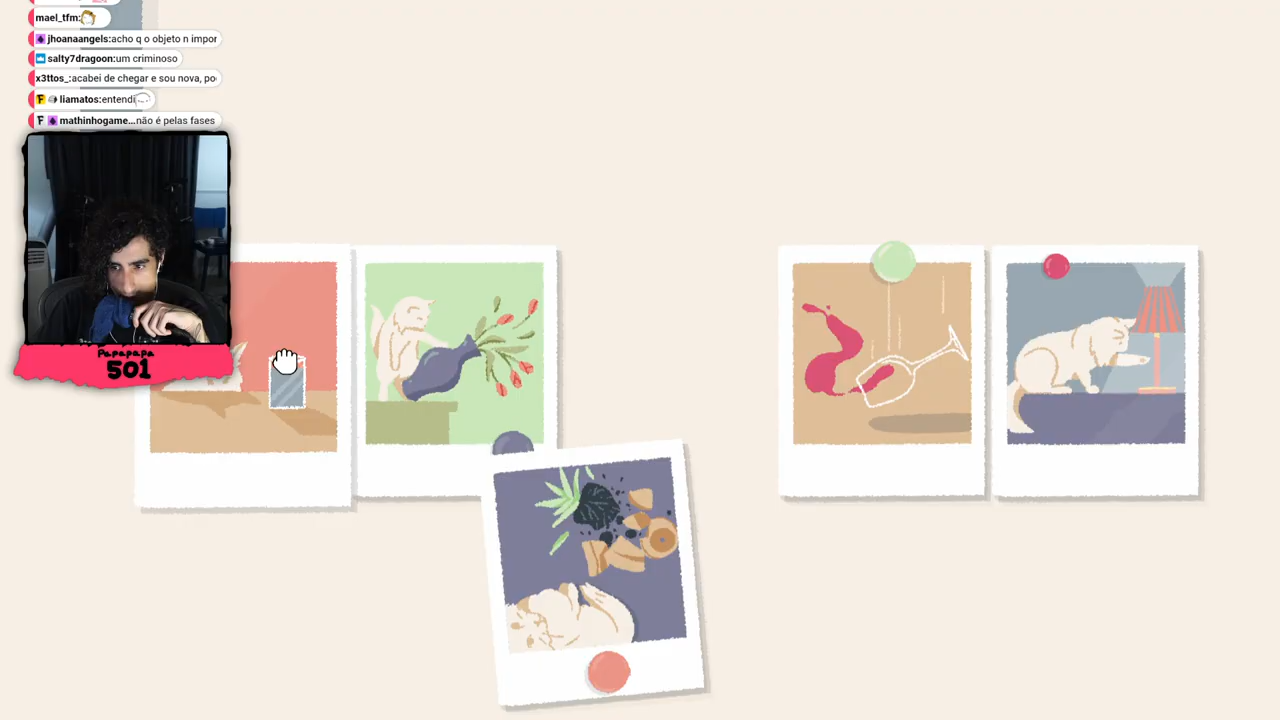 mael_tfm:
jhoanaangels:acho q o objeto n impor
salty7dragoon:um criminoso
x3ttos_:acabei de chegar e sou nova, po
liamatos:entendi
F mathinhogame...não é pelas fases
Papapapa
501